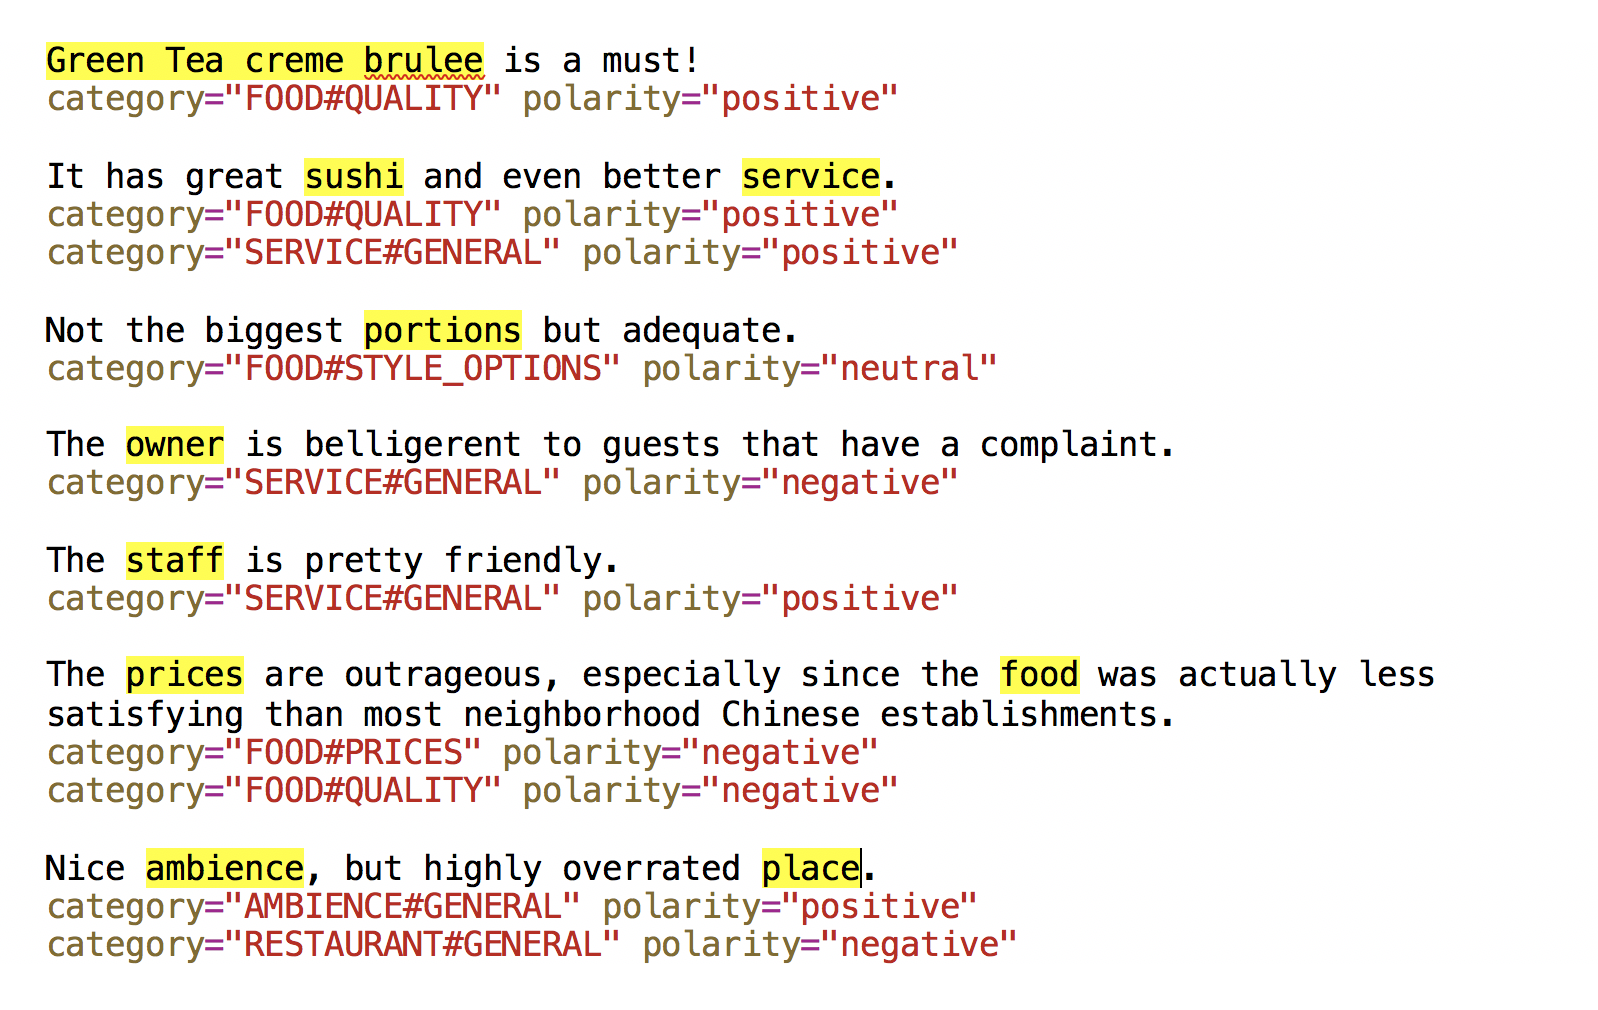 Green Tea creme brulee is a must!
category="FOOD#QUALITY" polarity="positive"
It has great sushi and even better service.
category="FOOD#QUALITY" polarity="positive"
category="SERVICE#GENERAL" polarity="positive"
Not the biggest portions but adequate.
category="FOOD#STYLE_OPTIONS" polarity="neutral"
The owner is belligerent to guests that have a complaint.
category="SERVICE#GENERAL" polarity="negative"
The staff is pretty friendly.
category="SERVICE#GENERAL" polarity="positive"
The prices are outrageous, especially since the food was actually less
satisfying than most neighborhood Chinese establishments.
category="FOOD#PRICES" polarity="negative"
category="FOOD#QUALITY" polarity="negative"
Nice ambience, but highly overrated place.
category="AMBIENCE#GENERAL" polarity="positive"
category="RESTAURANT#GENERAL" polarity="negative"